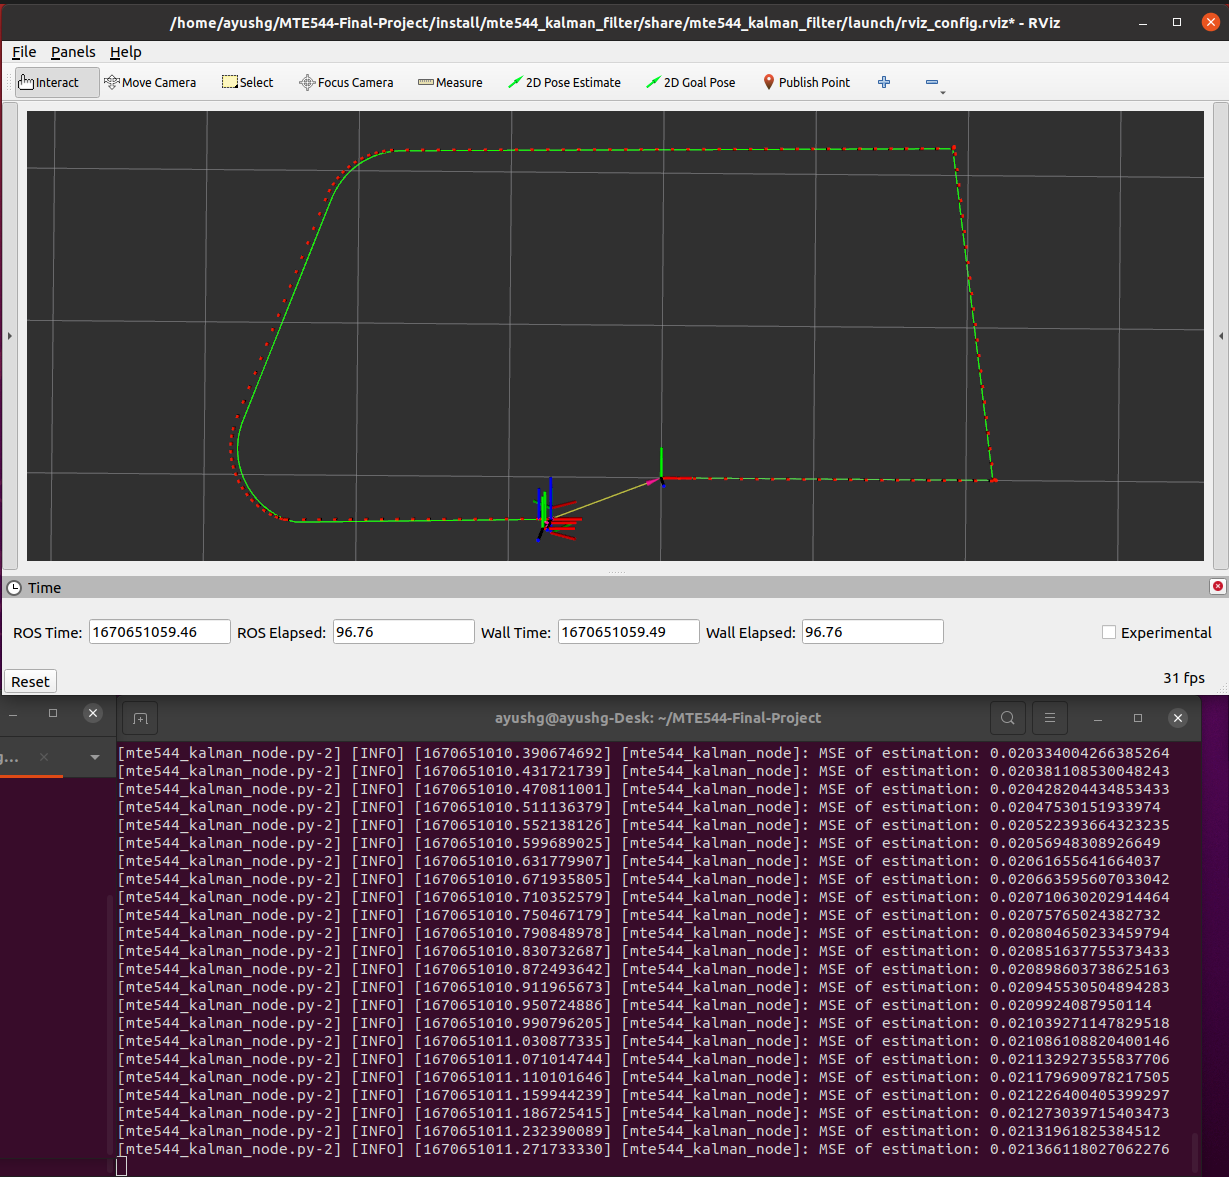 /home/ayushg/MTE544-Final-Project/install/mte544_kalman_filter/share/mte544_kalman_filter/launch/rviz_config.rviz* - RViz
File Panels Help
Interact Move Camera Select Focus Camera Measure 2D Pose Estimate 2D Goal Pose Publish Point
Time
ROS Time: 1670651059.46 ROS Elapsed: 96.76 Wall Time: 1670651059.49 Wall Elapsed: 96.76 Experimental
Reset 31 fps
ayushg@ayushg-Desk: ~/MTE544-Final-Project
g...
[mte544_kalman_node.py-2] [INFO] [1670651010.390674692] [mte544_kalman_node]: MSE of estimation: 0.020334004266385264
[mte544_kalman_node.py-2] [INFO] [1670651010.431721739] [mte544_kalman_node]: MSE of estimation: 0.020381108530048243
[mte544_kalman_node.py-2] [INFO] [1670651010.470811001] [mte544_kalman_node]: MSE of estimation: 0.020428204434853433
[mte544_kalman_node.py-2] [INFO] [1670651010.511136379] [mte544_kalman_node]: MSE of estimation: 0.02047530151933974
[mte544_kalman_node.py-2] [INFO] [1670651010.552138126] [mte544_kalman_node]: MSE of estimation: 0.020522393664323235
[mte544_kalman_node.py-2] [INFO] [1670651010.599689025] [mte544_kalman_node]: MSE of estimation: 0.02056948308926649
[mte544_kalman_node.py-2] [INFO] [1670651010.631779907] [mte544_kalman_node]: MSE of estimation: 0.02061655641664037
[mte544_kalman_node.py-2] [INFO] [1670651010.671935805] [mte544_kalman_node]: MSE of estimation: 0.020663595607033042
[mte544_kalman_node.py-2] [INFO] [1670651010.710352579] [mte544_kalman_node]: MSE of estimation: 0.020710630202914464
[mte544_kalman_node.py-2] [INFO] [1670651010.750467179] [mte544_kalman_node]: MSE of estimation: 0.02075765024382732
[mte544_kalman_node.py-2] [INFO] [1670651010.790848978] [mte544_kalman_node]: MSE of estimation: 0.020804650233459794
[mte544_kalman_node.py-2] [INFO] [1670651010.830732687] [mte544_kalman_node]: MSE of estimation: 0.020851637755373433
[mte544_kalman_node.py-2] [INFO] [1670651010.872493642] [mte544_kalman_node]: MSE of estimation: 0.020898603738625163
[mte544_kalman_node.py-2] [INFO] [1670651010.911965673] [mte544_kalman_node]: MSE of estimation: 0.020945530504894283
[mte544_kalman_node.py-2] [INFO] [1670651010.950724886] [mte544_kalman_node]: MSE of estimation: 0.02099240879501​14
[mte544_kalman_node.py-2] [INFO] [1670651010.990796205] [mte544_kalman_node]: MSE of estimation: 0.021039271147829518
[mte544_kalman_node.py-2] [INFO] [1670651011.030877335] [mte544_kalman_node]: MSE of estimation: 0.021086108820400146
[mte544_kalman_node.py-2] [INFO] [1670651011.071014744] [mte544_kalman_node]: MSE of estimation: 0.021132927355837706
[mte544_kalman_node.py-2] [INFO] [1670651011.110101646] [mte544_kalman_node]: MSE of estimation: 0.021179690978217505
[mte544_kalman_node.py-2] [INFO] [1670651011.159944239] [mte544_kalman_node]: MSE of estimation: 0.021226400405399297
[mte544_kalman_node.py-2] [INFO] [1670651011.186725415] [mte544_kalman_node]: MSE of estimation: 0.021273039715403473
[mte544_kalman_node.py-2] [INFO] [1670651011.232390089] [mte544_kalman_node]: MSE of estimation: 0.02131961825384512
[mte544_kalman_node.py-2] [INFO] [1670651011.271733330] [mte544_kalman_node]: MSE of estimation: 0.021366118027062276